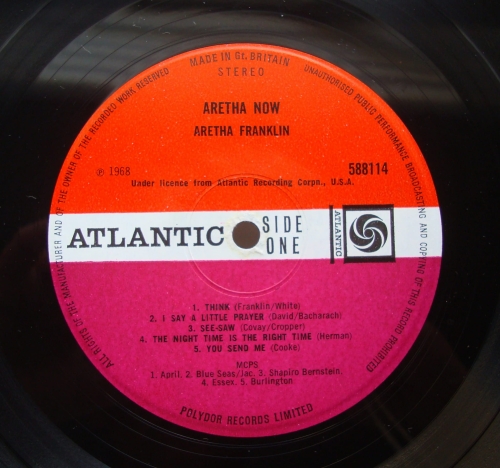 MADE IN Gt. BRITAIN
STEREO
ALL RIGHTS OF THE MANUFACTURER AND OF THE OWNER OF THE RECORDED WORK RESERVED
UNAUTHORISED PUBLIC PERFORMANCE BROADCASTING AND COPYING OF THIS RECORD PROHIBITED
ARETHA NOW
ARETHA FRANKLIN
℗ 1968
588114
Under licence from Atlantic Recording Corpn., U.S.A.
ATLANTIC
SIDE
ONE
ATLANTIC
1. THINK (Franklin/White)
2. I SAY A LITTLE PRAYER (David/Bacharach)
3. SEE-SAW (Covay/Cropper)
4. THE NIGHT TIME IS THE RIGHT TIME (Herman)
5. YOU SEND ME (Cooke)
MCPS
1. April. 2. Blue Seas/Jac. 3. Shapiro Bernstein.
4. Essex. 5. Burlington
POLYDOR RECORDS LIMITED